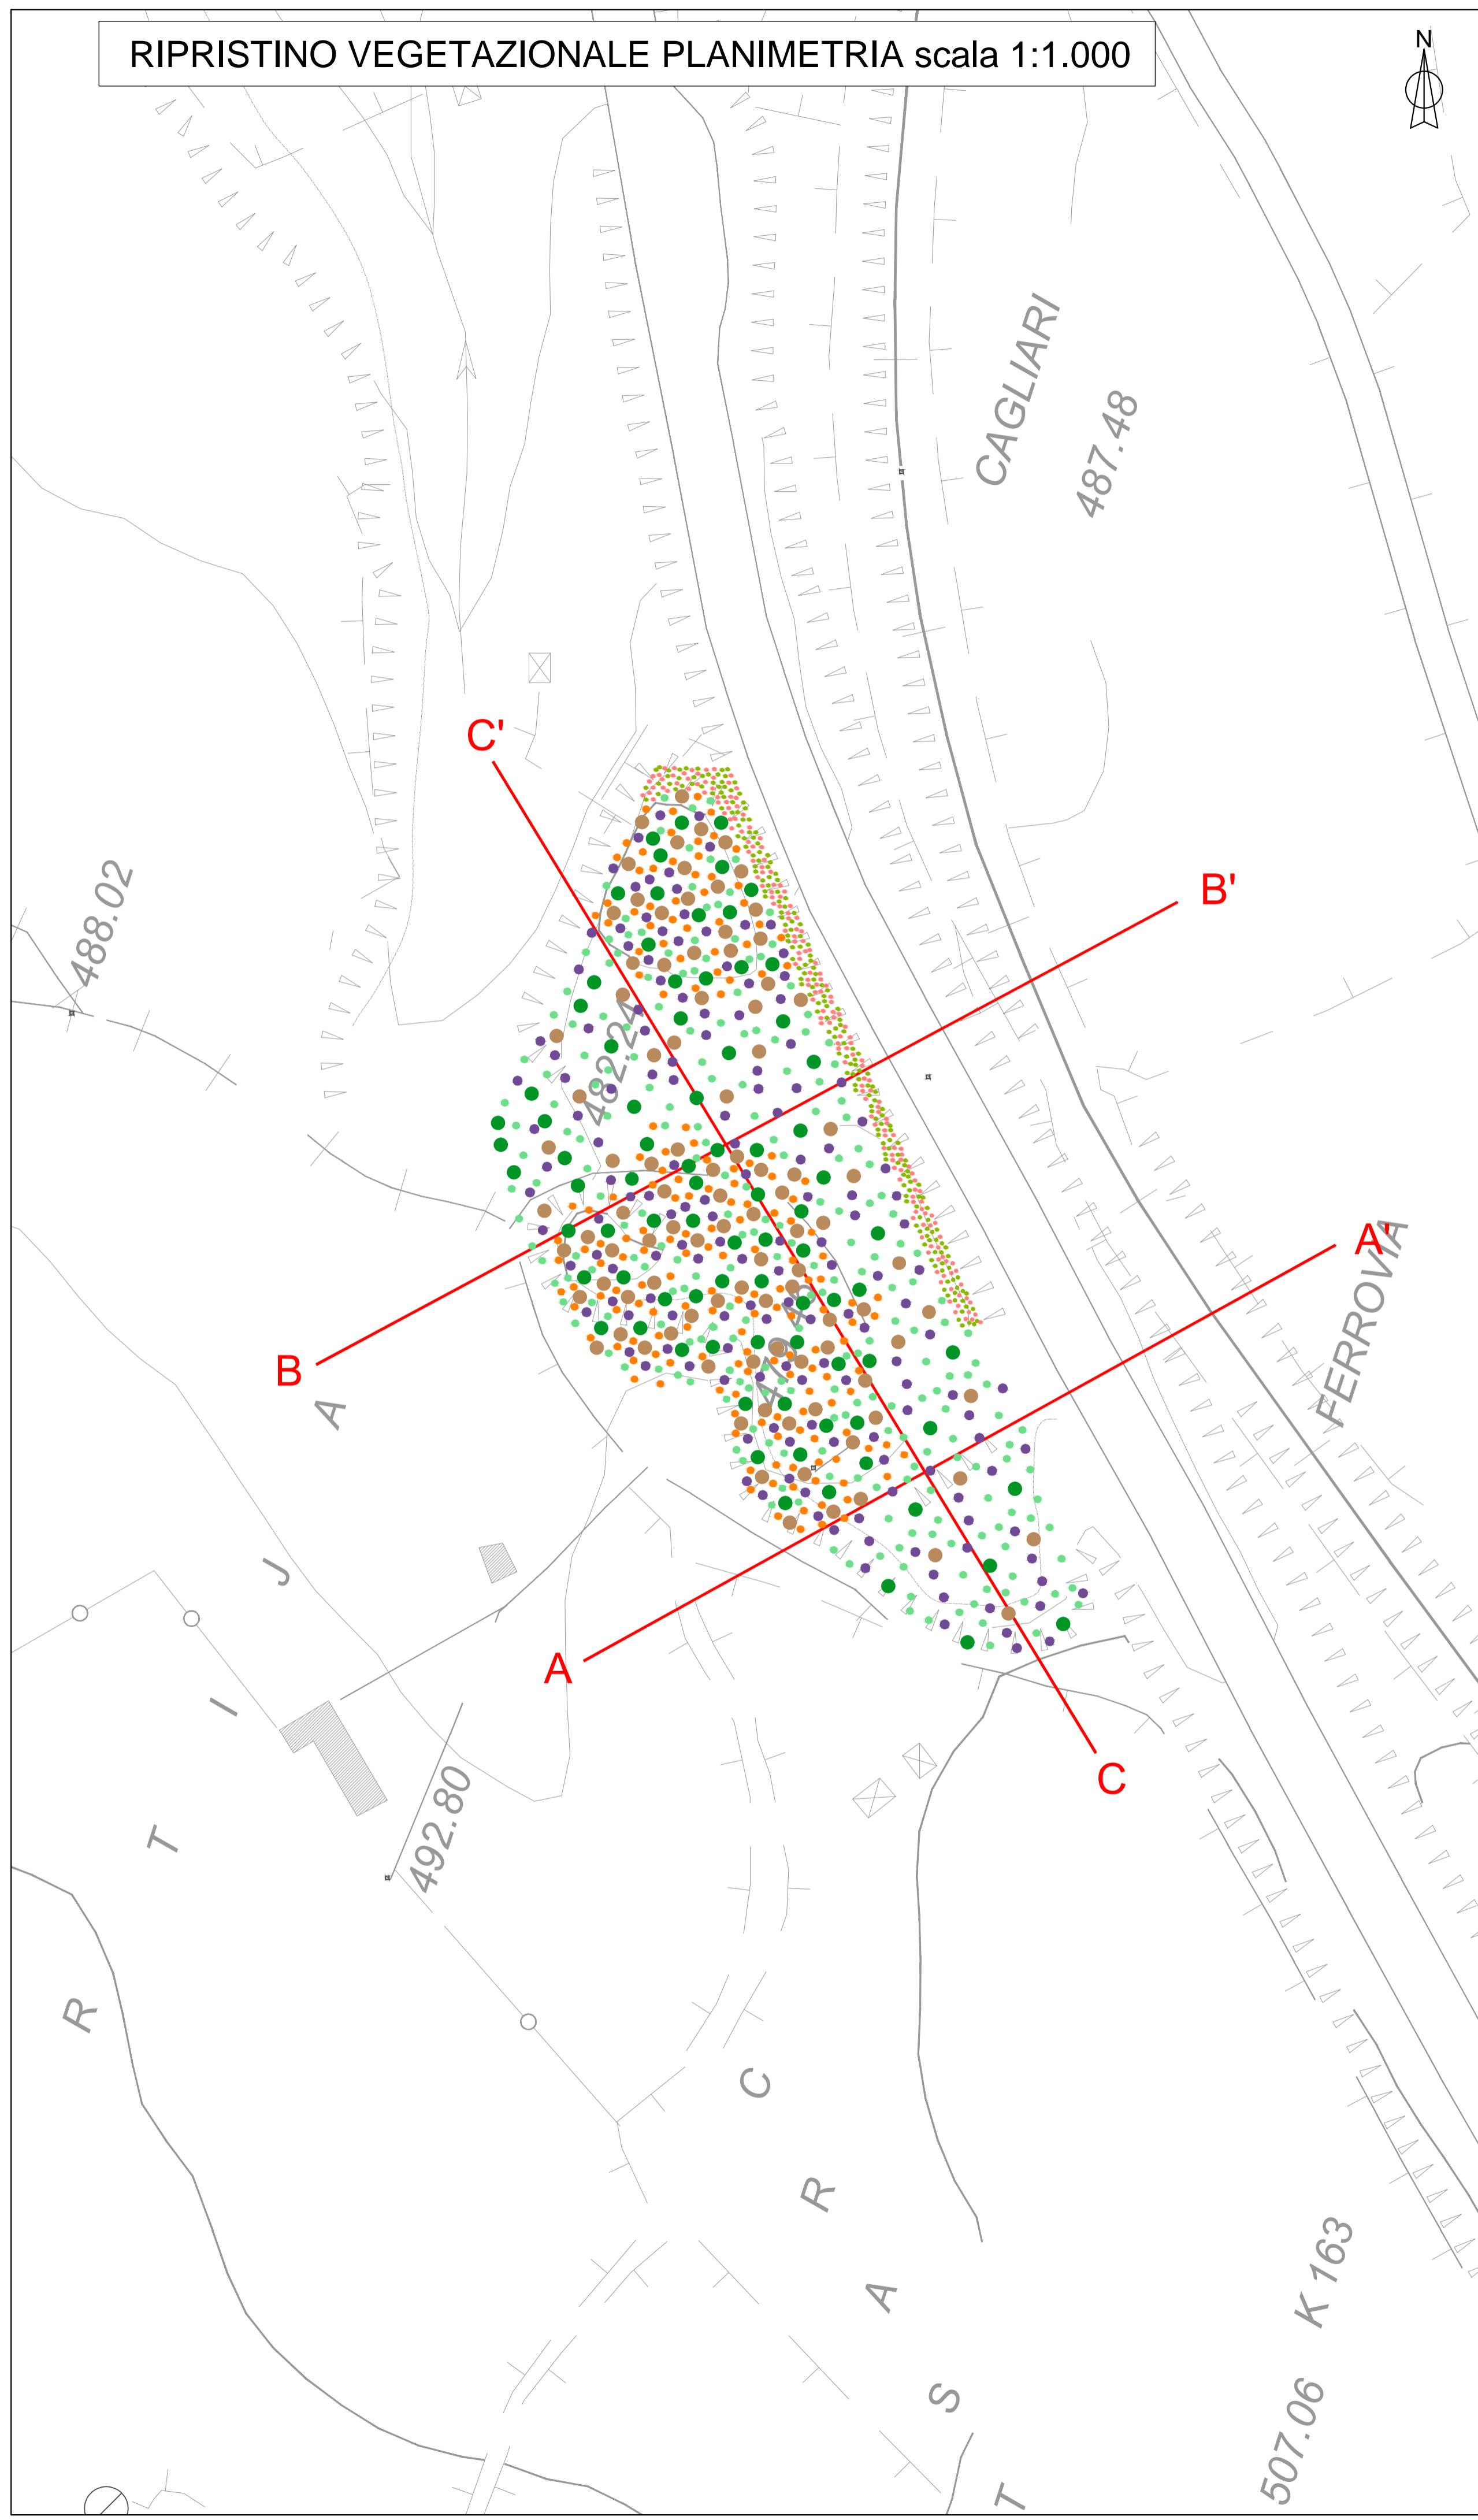 RIPRISTINO VEGETAZIONALE PLANIMETRIA scala 1:1.000
N
CAGLIARI
487.48
C'
B'
488.02
482.24
A'
FERROVIA
B
A
J
I
T
R
A
C
492.80
C
R
A
S
T
K 163
507.06